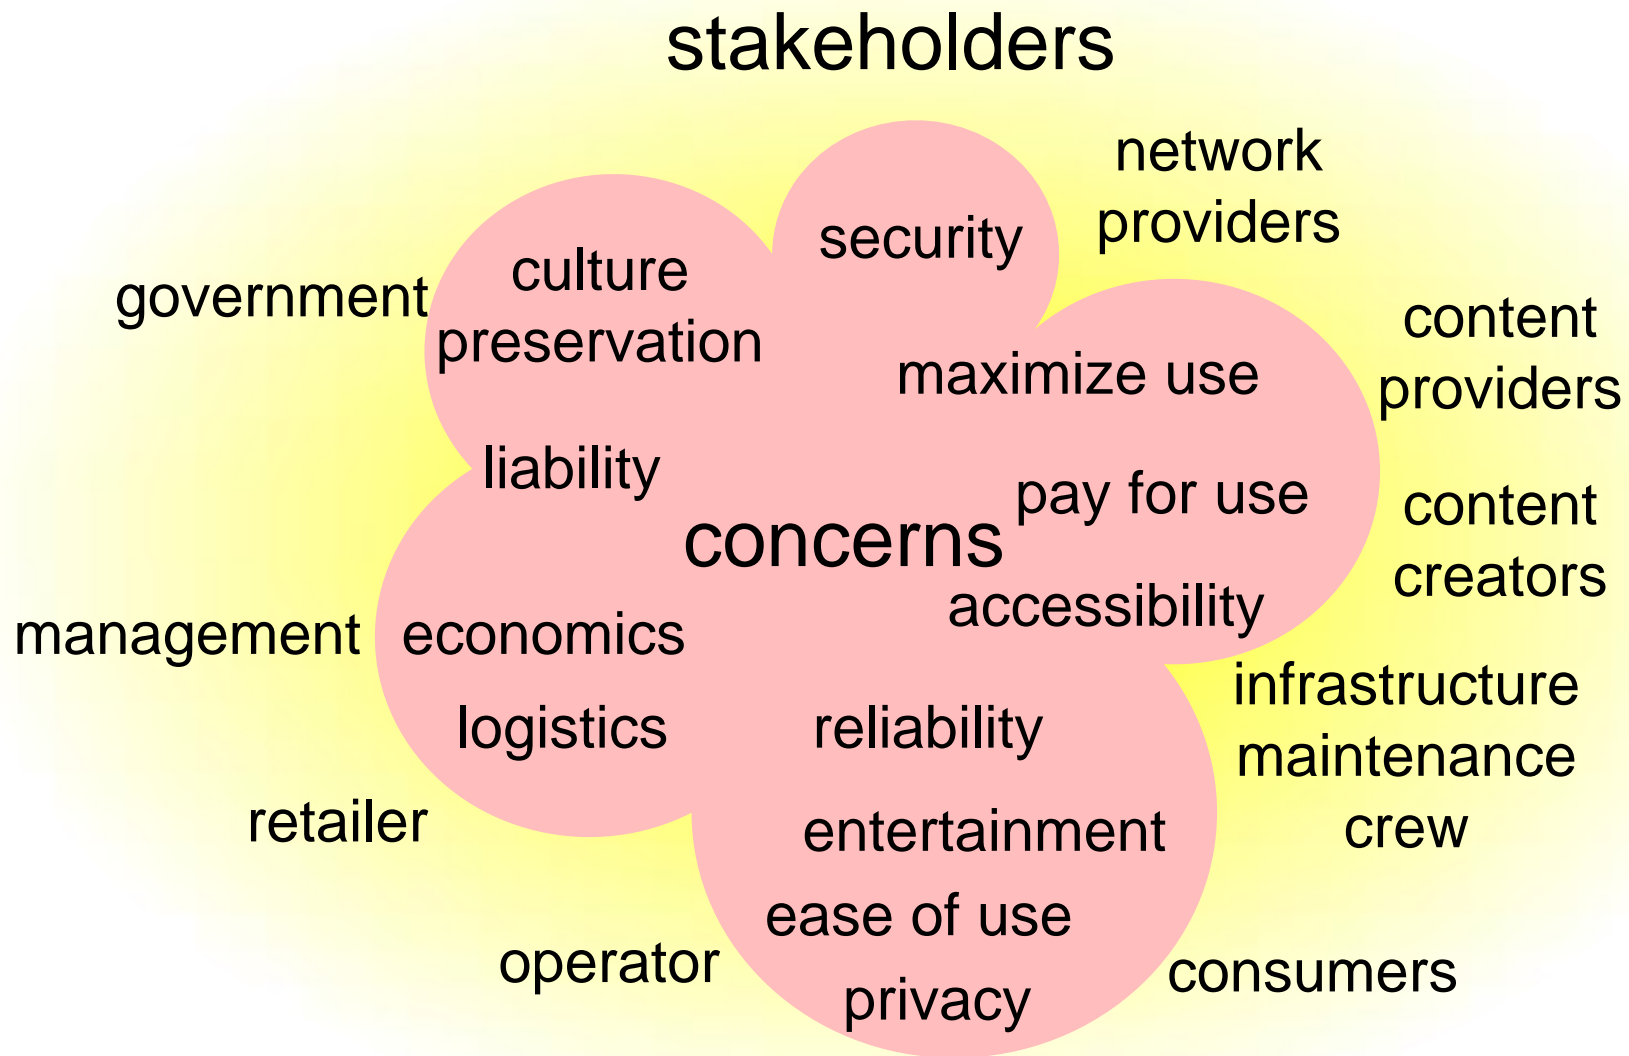 stakeholders
network
providers
security
culture
preservation
government
content
providers
maximize use
liability
pay for use
content
creators
concerns
accessibility
management
economics
infrastructure
maintenance
crew
logistics
reliability
retailer
entertainment
ease of use
operator
consumers
privacy